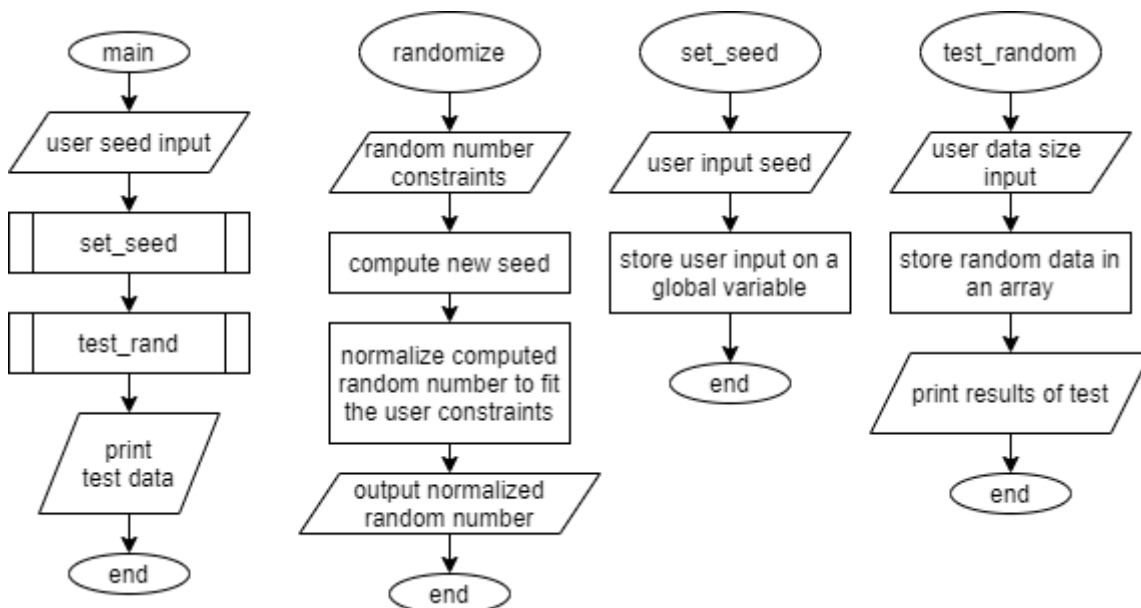 main
user seed input
set_seed
test_rand
print
test data
end
randomize
random number
constraints
compute new seed
normalize computed
random number to fit
the user constraints
output normalized
random number
end
set_seed
user input seed
store user input on a
global variable
end
test_random
user data size
input
store random data in
an array
print results of test
end